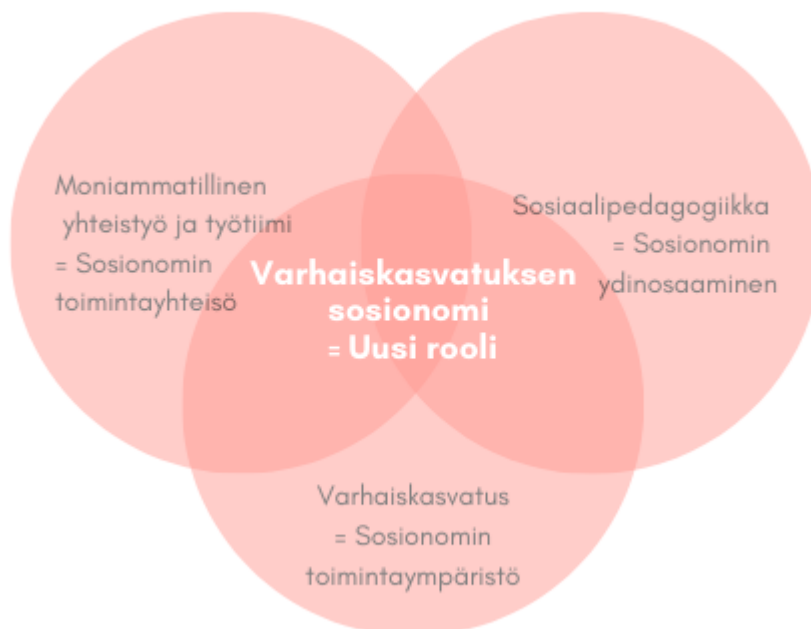 Moniammatillinen
yhteistyö ja työtiimi
= Sosionomin
toimintayhteisö
Sosiaalipedagogiikka
= Sosionomin
ydinosaaminen
Varhaiskasvatuksen
sosionomi
= Uusi rooli
Varhaiskasvatus
= Sosionomin
toimintaympäristö